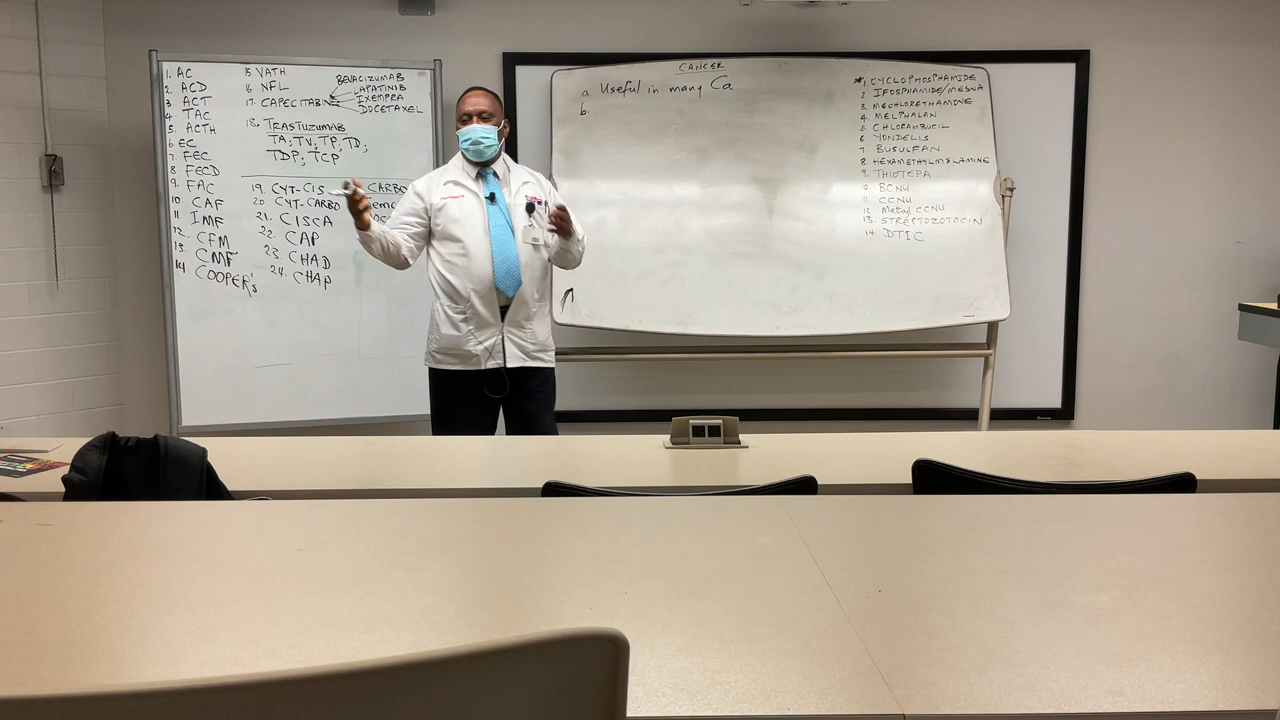 1. AC
2. ACD
3 ACT
4. TAC
5. ACTH
6. EC
7. FEC
8. FECD
9. FAC
10. CAF
11 IMF
12. CFM
13. CMF
14 COOPER's
15. VATH
16. NFL
17. CAPECITABINE
BEVACIZUMAB
LAPATINIB
IXEMPRA
DOCETAXEL
18. TRASTUZUMAB
TA, TV, TP, TD,
TDP, TCP
19. CYT-CIS CARBO
20. CYT-CARBO
21. CISCA
22. CAP
23. CHAD
24. CHAP
CANCER
a. Useful in many Ca
b.
*1 CYCLOPHOSPHAMIDE
2 IFOSPHAMIDE/MESNA
3. MECHLORETHAMINE
4. MELPHALAN
5. CHLORAMBUCIL
6 YONDELIS
7 BUSULFAN
8. HEXAMETHYLMELAMINE
9. THIOTEPA
10. BCNU
11 CCNU
12 Methyl CCNU
13. STREPTOZOTOCIN
14 DTIC